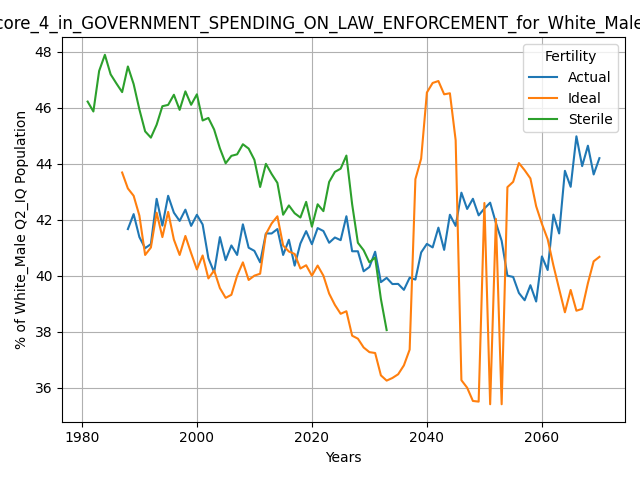 core_4_in_GOVERNMENT_SPENDING_ON_LAW_ENFORCEMENT_for_White_Male
48
46
44
42
40
38
36
% of White_Male Q2_IQ Population
Fertility
Actual
Ideal
Sterile
1980
2000
2020
2040
2060
Years